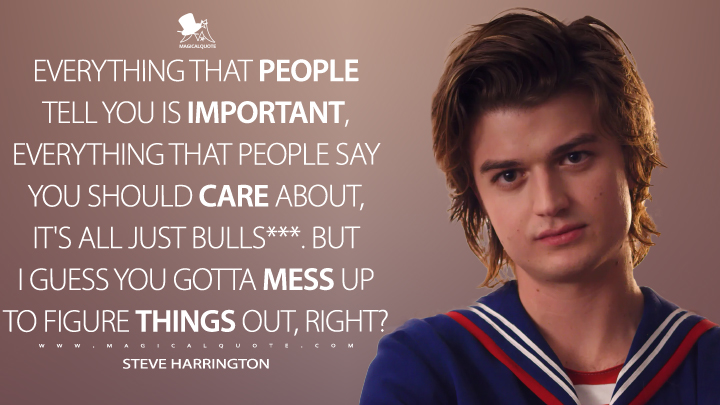 MAGICALQUOTE
EVERYTHING THAT PEOPLE
TELL YOU IS IMPORTANT,
EVERYTHING THAT PEOPLE SAY
YOU SHOULD CARE ABOUT,
IT'S ALL JUST BULLS***. BUT
I GUESS YOU GOTTA MESS UP
TO FIGURE THINGS OUT, RIGHT?
WWW.MAGICALQUOTE.COM
STEVE HARRINGTON